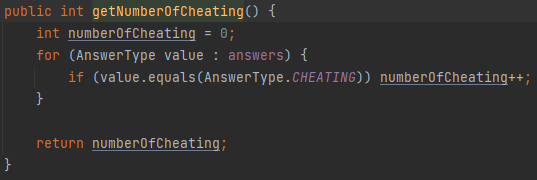 public int getNumberOfCheating() {
    int numberOfCheating = 0;
    for (AnswerType value : answers) {
        if (value.equals(AnswerType.CHEATING)) numberOfCheating++;
    }

    return numberOfCheating;
}